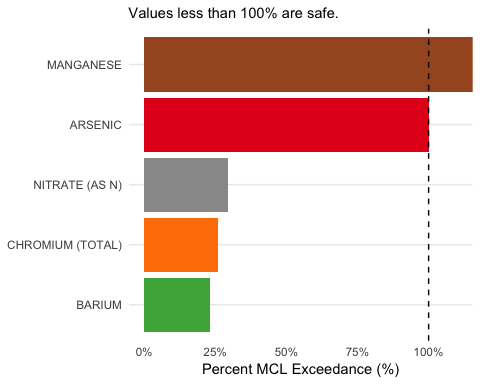 Values less than 100% are safe.
MANGANESE
ARSENIC
NITRATE (AS N)
CHROMIUM (TOTAL)
BARIUM
0% 25% 50% 75% 100%
Percent MCL Exceedance (%)